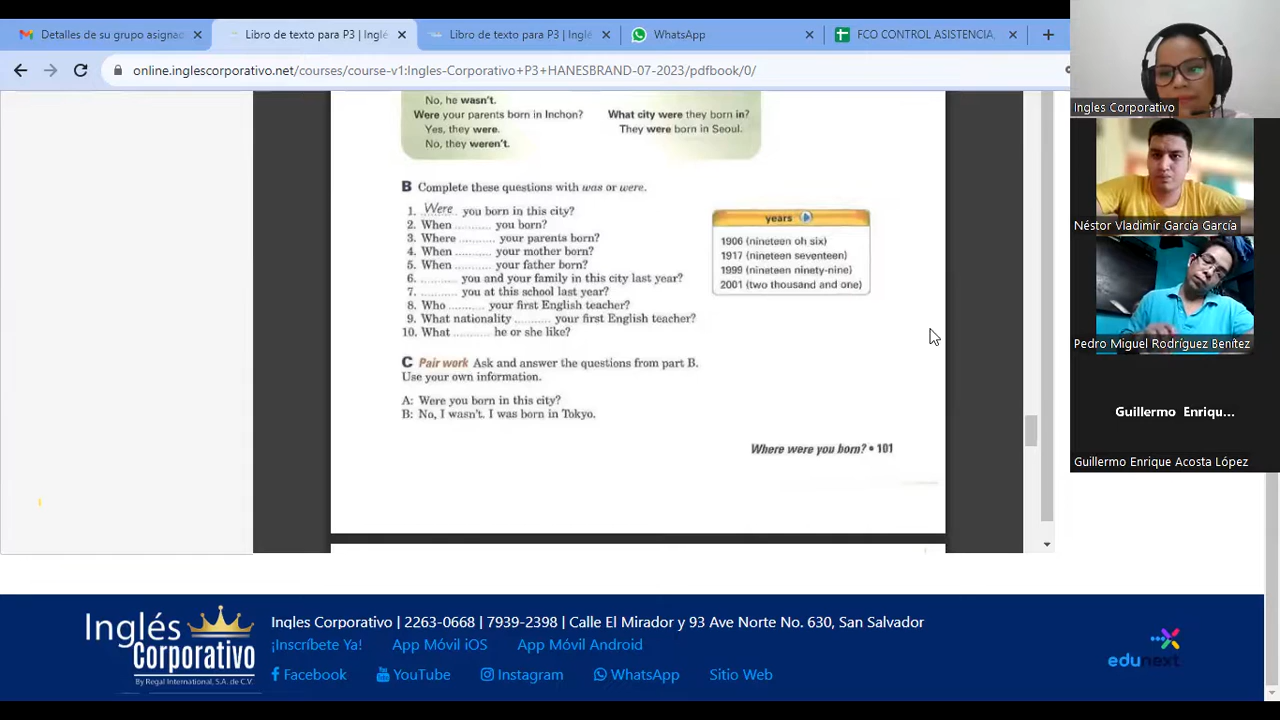 Detalles de su grupo asignad
Libro de texto para P3 | Inglé
Libro de texto para P3 | Inglé
WhatsApp
FCO CONTROL ASISTENCIA,
online.inglescorporativo.net/courses/course-v1:Ingles-Corporativo+P3+HANESBRAND-07-2023/pdfbook/0/
No, he wasn't.
Were your parents born in Inchon?
What city were they born in?
Yes, they were.
They were born in Seoul.
No, they weren't.
B Complete these questions with was or were.
1. Were you born in this city?
2. When .......... you born?
3. Where .......... your parents born?
4. When .......... your mother born?
5. When .......... your father born?
6. .......... you and your family in this city last year?
7. .......... you at this school last year?
8. Who .......... your first English teacher?
9. What nationality .......... your first English teacher?
10. What .......... he or she like?
years
1906 (nineteen oh six)
1917 (nineteen seventeen)
1999 (nineteen ninety-nine)
2001 (two thousand and one)
C Pair work Ask and answer the questions from part B.
Use your own information.
A: Were you born in this city?
B: No, I wasn't. I was born in Tokyo.
Where were you born? • 101
Ingles Corporativo
Néstor Vladimir García García
Pedro Miguel Rodríguez Benítez
Guillermo Enriqu...
Guillermo Enrique Acosta López
Inglés
Corporativo
By Regal International, S.A. de C.V.
Ingles Corporativo | 2263-0668 | 7939-2398 | Calle El Mirador y 93 Ave Norte No. 630, San Salvador
¡Inscríbete Ya!
App Móvil iOS
App Móvil Android
Facebook
YouTube
Instagram
WhatsApp
Sitio Web
edunext